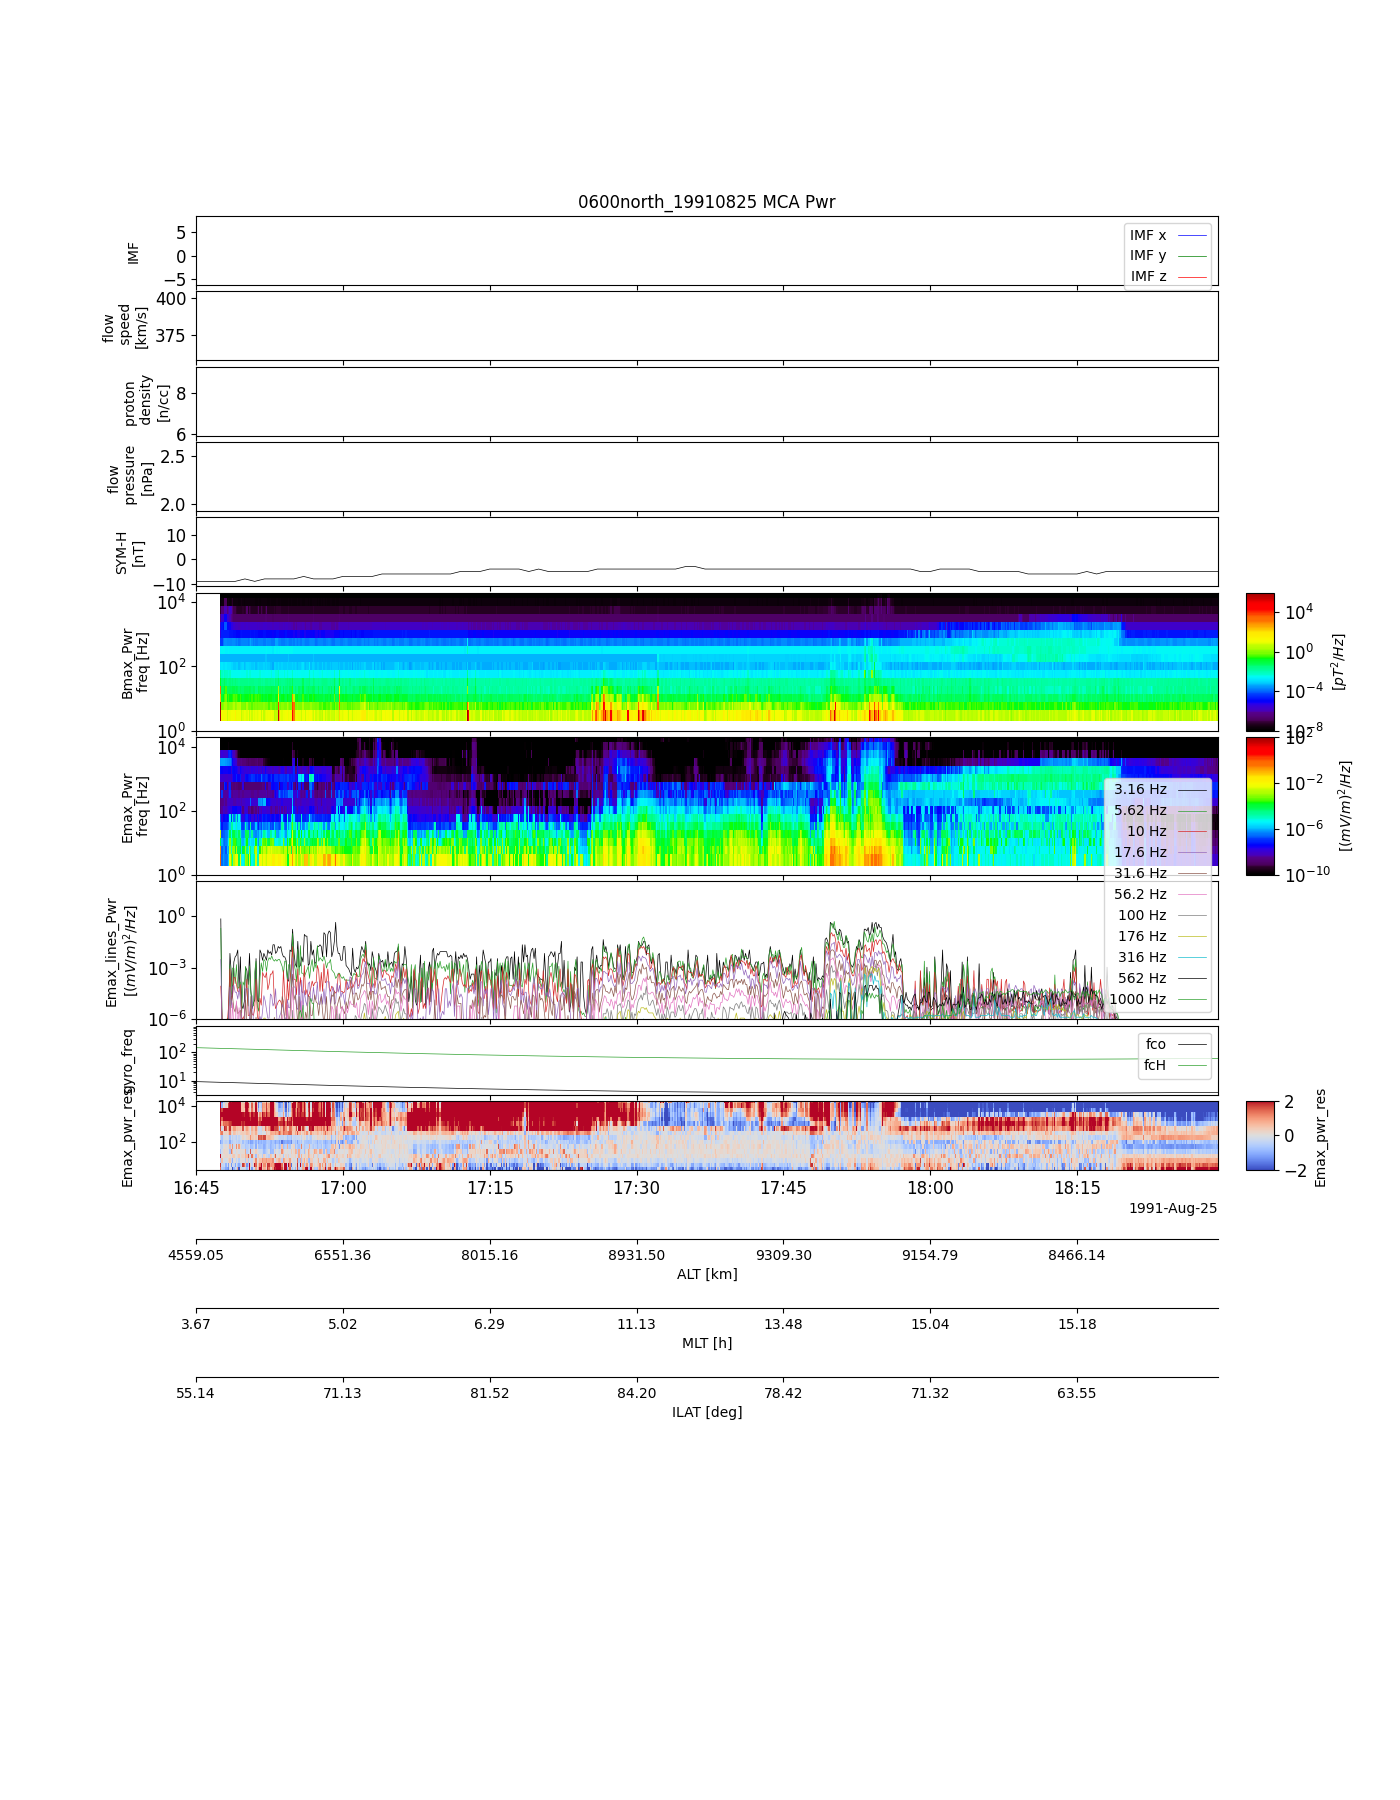 0600north_19910825 MCA Pwr
IMF
5
0
−5
IMF x
IMF y
IMF z
flow
speed
[km/s]
400
375
proton
density
[n/cc]
8
6
flow
pressure
[nPa]
2.5
2.0
SYM-H
[nT]
10
0
−10
Bmax_Pwr
freq [Hz]
10^4
10^2
10^0
10^4
10^0
10^−4
10^−8
[pT^2/Hz]
Emax_Pwr
freq [Hz]
10^4
10^2
10^0
10^2
10^−2
10^−6
10^−10
[(mV/m)^2/Hz]
3.16 Hz
5.62 Hz
10 Hz
17.6 Hz
31.6 Hz
56.2 Hz
100 Hz
176 Hz
316 Hz
562 Hz
1000 Hz
Emax_lines_Pwr
[(mV/m)^2/Hz]
10^0
10^−3
10^−6
gyro_freq
10^2
10^1
fco
fcH
Emax_pwr_res
10^4
10^2
2
0
−2
Emax_pwr_res
16:45 17:00 17:15 17:30 17:45 18:00 18:15
1991-Aug-25
4559.05 6551.36 8015.16 8931.50 9309.30 9154.79 8466.14
ALT [km]
3.67 5.02 6.29 11.13 13.48 15.04 15.18
MLT [h]
55.14 71.13 81.52 84.20 78.42 71.32 63.55
ILAT [deg]